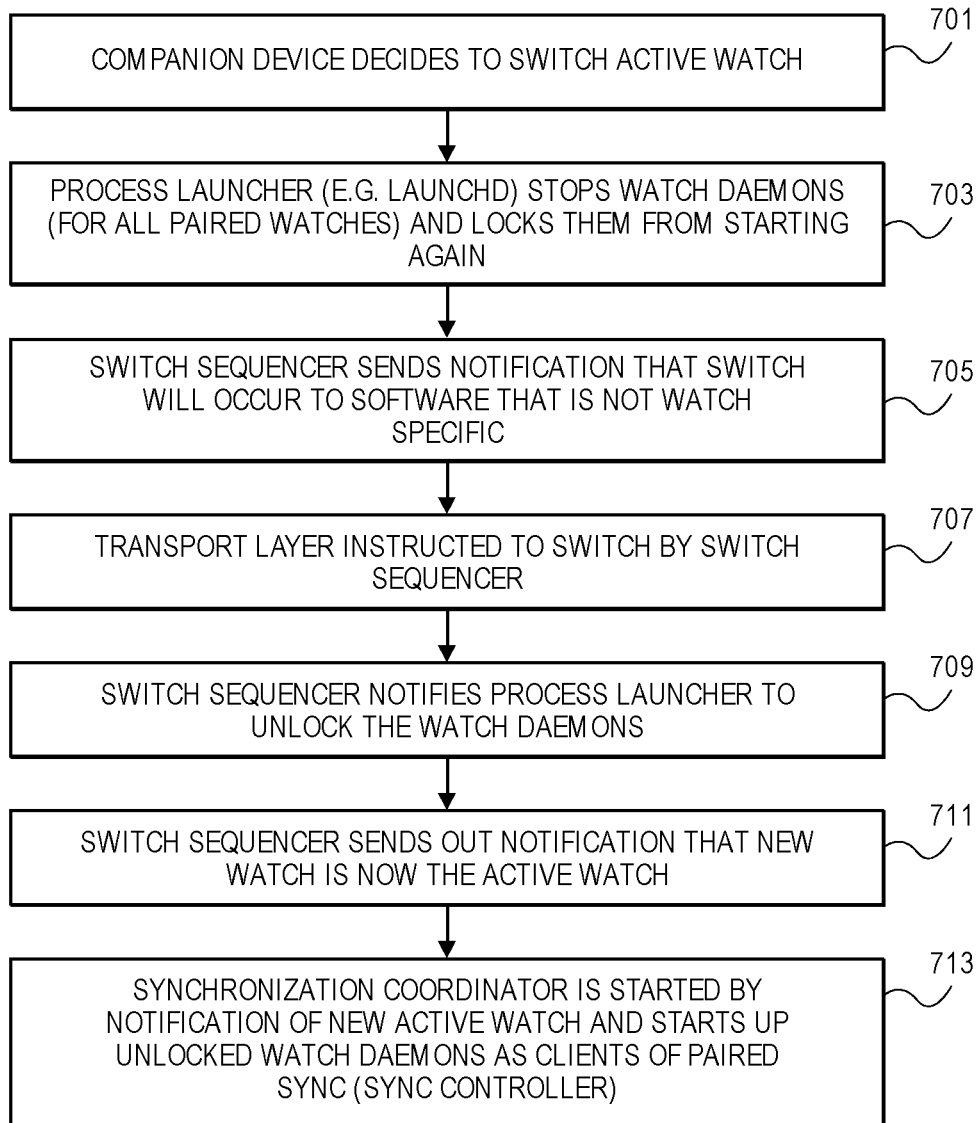 701
COMPANION DEVICE DECIDES TO SWITCH ACTIVE WATCH
703
PROCESS LAUNCHER (E.G. LAUNCHD) STOPS WATCH DAEMONS
(FOR ALL PAIRED WATCHES) AND LOCKS THEM FROM STARTING
AGAIN
705
SWITCH SEQUENCER SENDS NOTIFICATION THAT SWITCH
WILL OCCUR TO SOFTWARE THAT IS NOT WATCH
SPECIFIC
707
TRANSPORT LAYER INSTRUCTED TO SWITCH BY SWITCH
SEQUENCER
709
SWITCH SEQUENCER NOTIFIES PROCESS LAUNCHER TO
UNLOCK THE WATCH DAEMONS
711
SWITCH SEQUENCER SENDS OUT NOTIFICATION THAT NEW
WATCH IS NOW THE ACTIVE WATCH
713
SYNCHRONIZATION COORDINATOR IS STARTED BY
NOTIFICATION OF NEW ACTIVE WATCH AND STARTS UP
UNLOCKED WATCH DAEMONS AS CLIENTS OF PAIRED
SYNC (SYNC CONTROLLER)